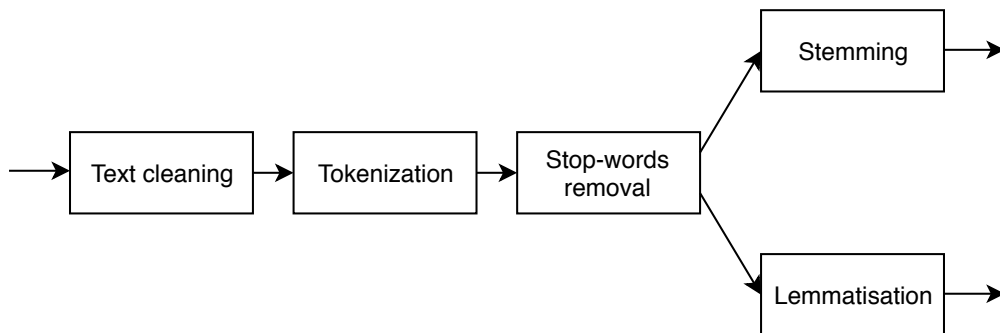 Stemming
Text cleaning
Tokenization
Stop-words
removal
Lemmatisation